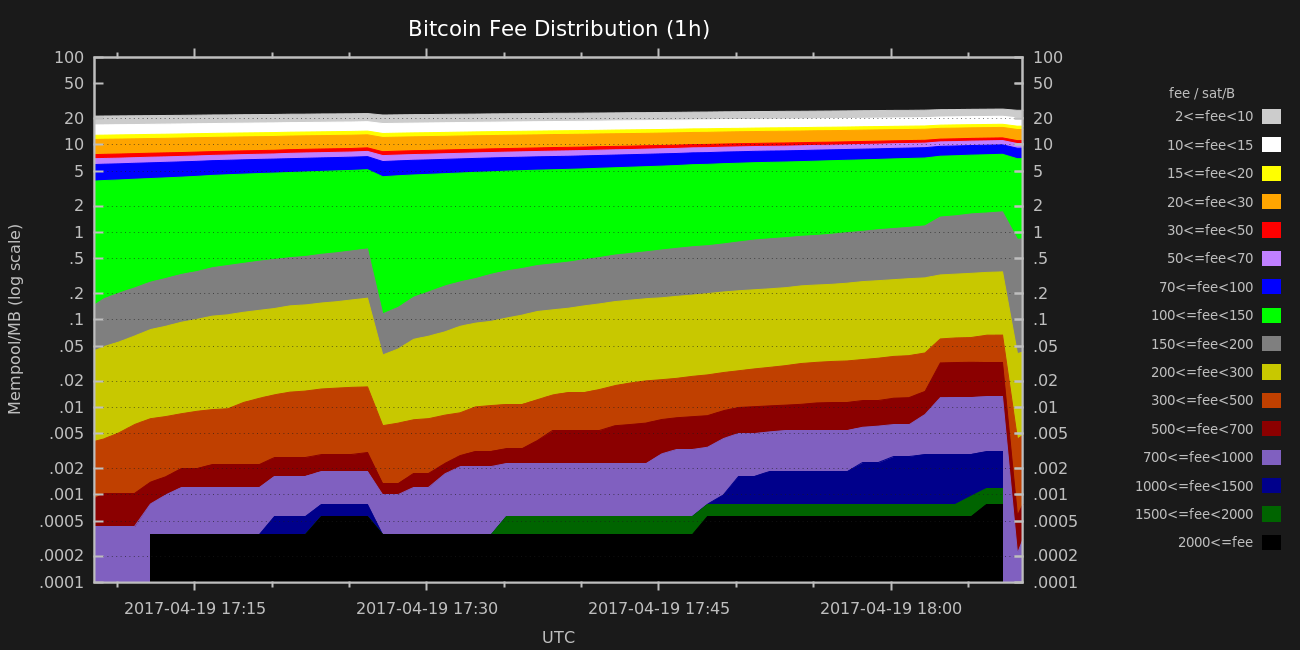 Bitcoin Fee Distribution (1h)
100 100
50 50
20 20
10 10
5 5
2 2
1 1
.5 .5
.2 .2
.1 .1
.05 .05
.02 .02
.01 .01
.005 .005
.002 .002
.001 .001
.0005 .0005
.0002 .0002
.0001 .0001
Mempool/MB (log scale)
2017-04-19 17:15 2017-04-19 17:30 2017-04-19 17:45 2017-04-19 18:00
UTC
fee / sat/B
2<=fee<10
10<=fee<15
15<=fee<20
20<=fee<30
30<=fee<50
50<=fee<70
70<=fee<100
100<=fee<150
150<=fee<200
200<=fee<300
300<=fee<500
500<=fee<700
700<=fee<1000
1000<=fee<1500
1500<=fee<2000
2000<=fee